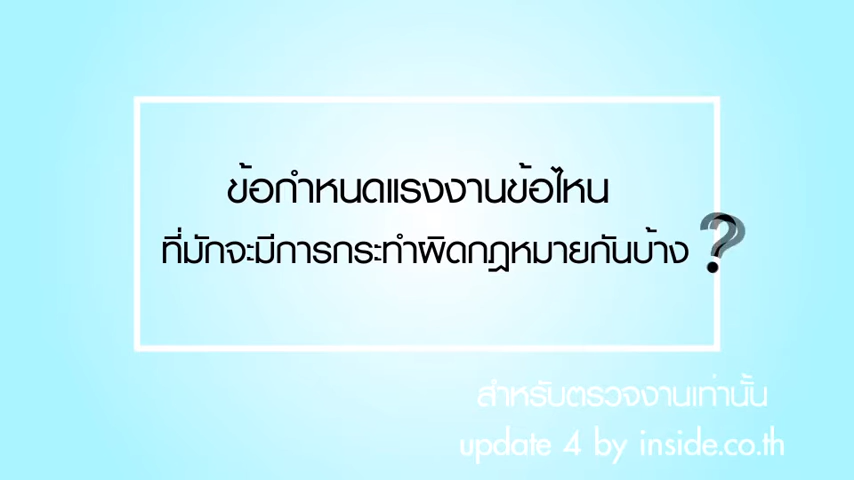 ข้อกำหนดแรงงานข้อไหน
ที่มักจะมีการกระทำผิดกฎหมายกันบ้าง ?
สำหรับตรวจงานเท่านั้น
update 4 by inside.co.th